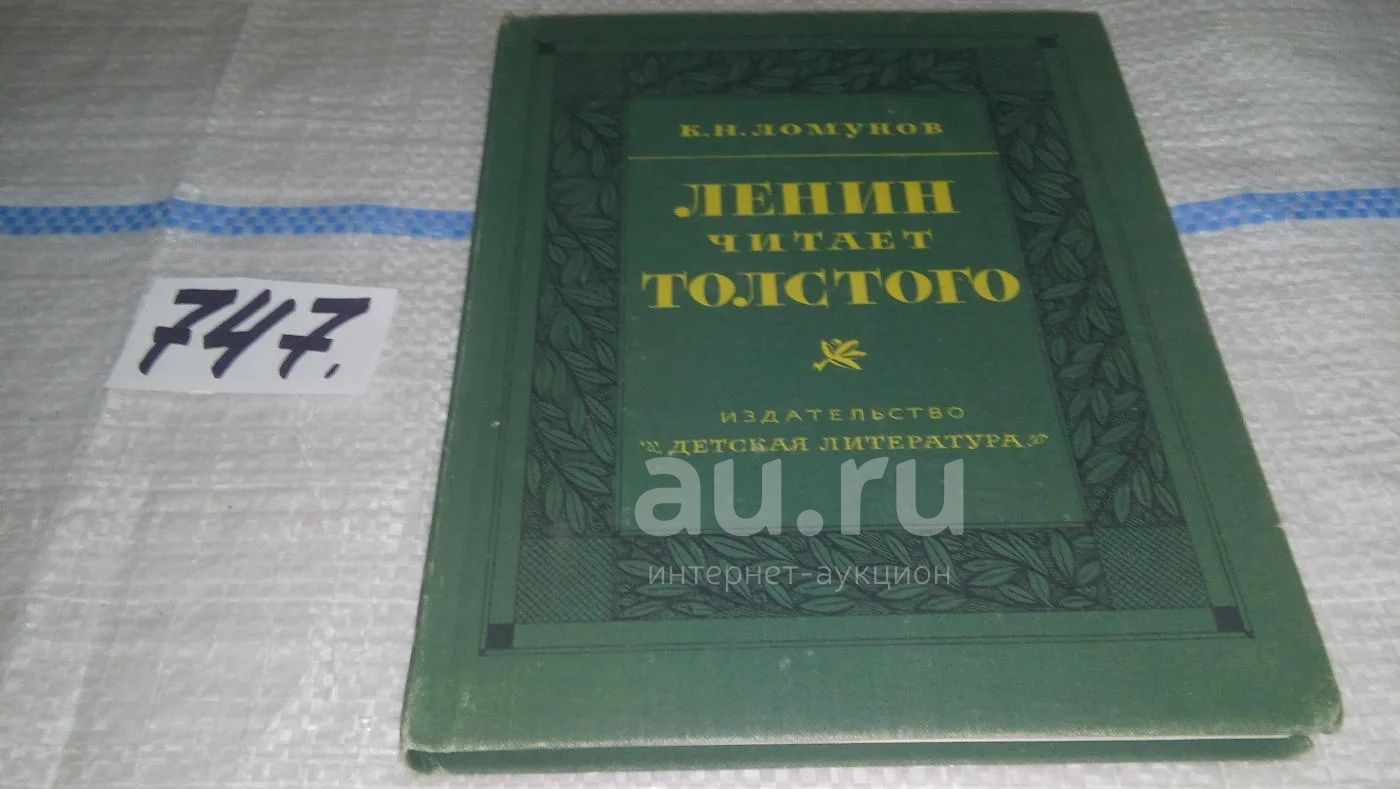 747.
К.Н. ЛОМУНОВ
ЛЕНИН
ЧИТАЕТ
ТОЛСТОГО
ИЗДАТЕЛЬСТВО
"ДЕТСКАЯ ЛИТЕРАТУРА"
au.ru
интернет-аукцион